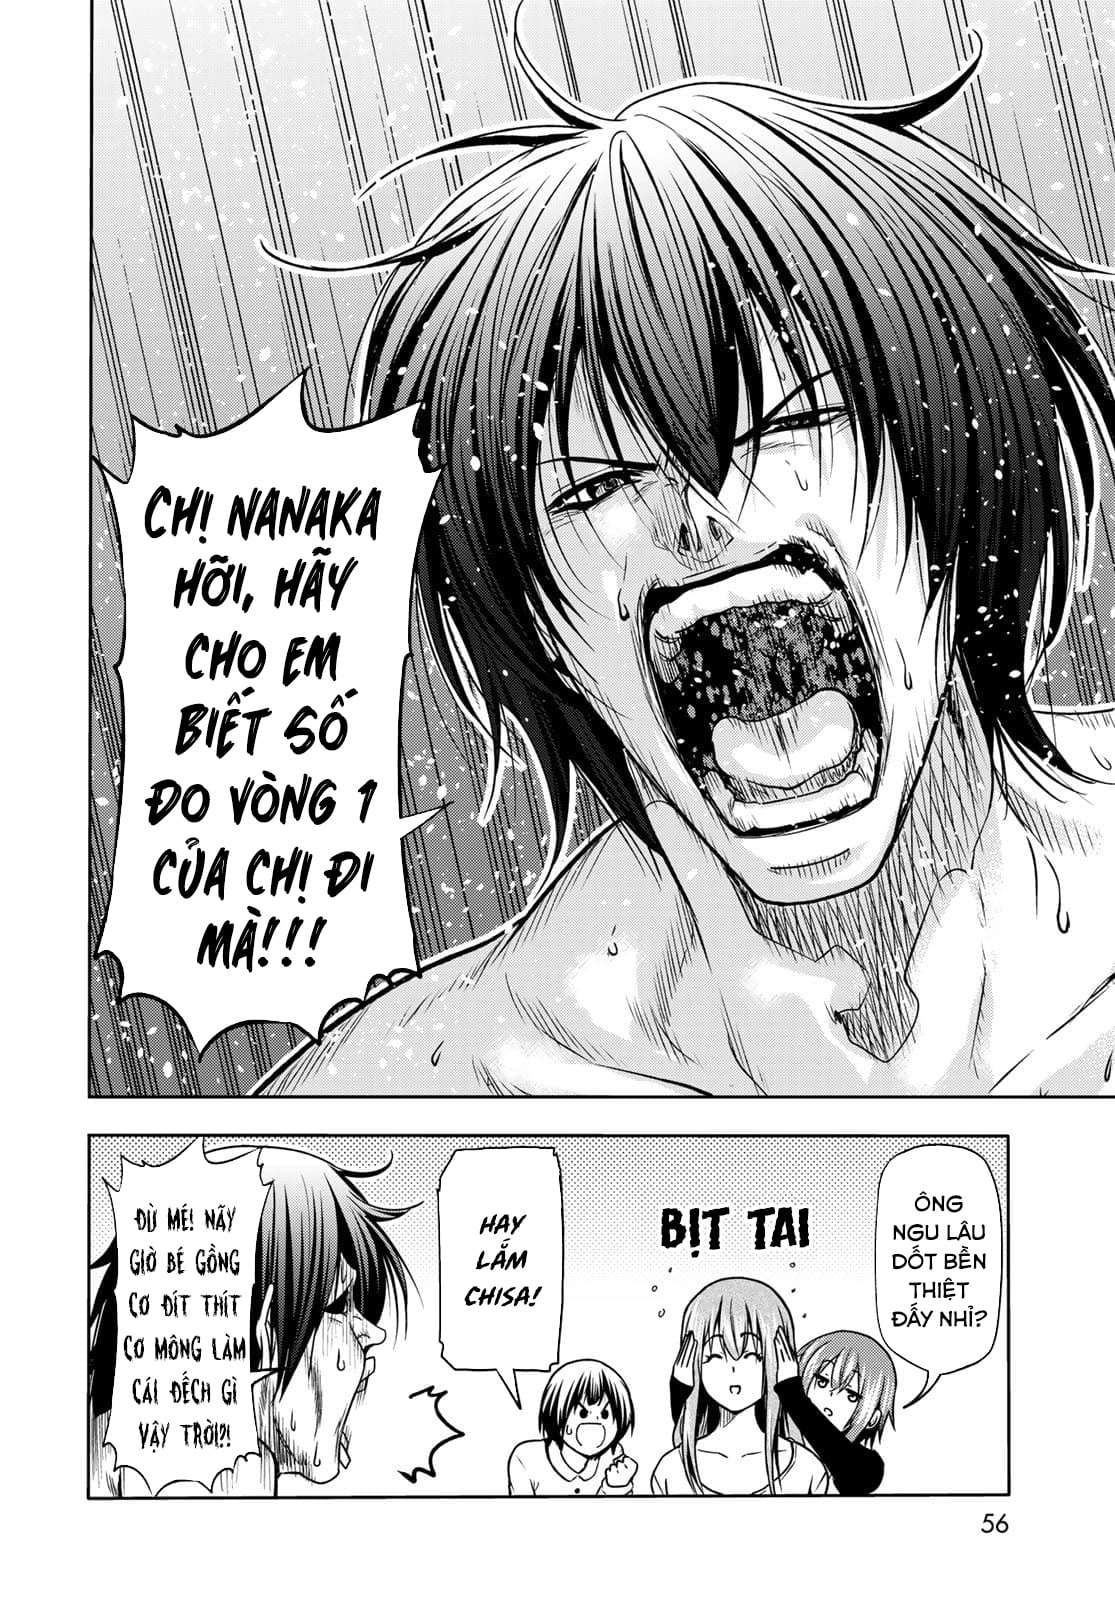 CHỊ NANAKA
HỠI, HÃY
CHO EM
BIẾT SỐ
ĐO VÒNG 1
CỦA CHỊ ĐI
MÀ!!!
ÔNG
NGU LÂU
DỐT BỀN
THIỆT
ĐẤY NHỈ?
BỊT TAI
HAY
LẮM
CHISA!
ĐỪ MÉ! NÃY
GIỜ BÉ GỒNG
CƠ ĐÍT THÍT
CƠ MÔNG LÀM
CÁI ĐẾCH GÌ
VẬY TRỜI?!
56